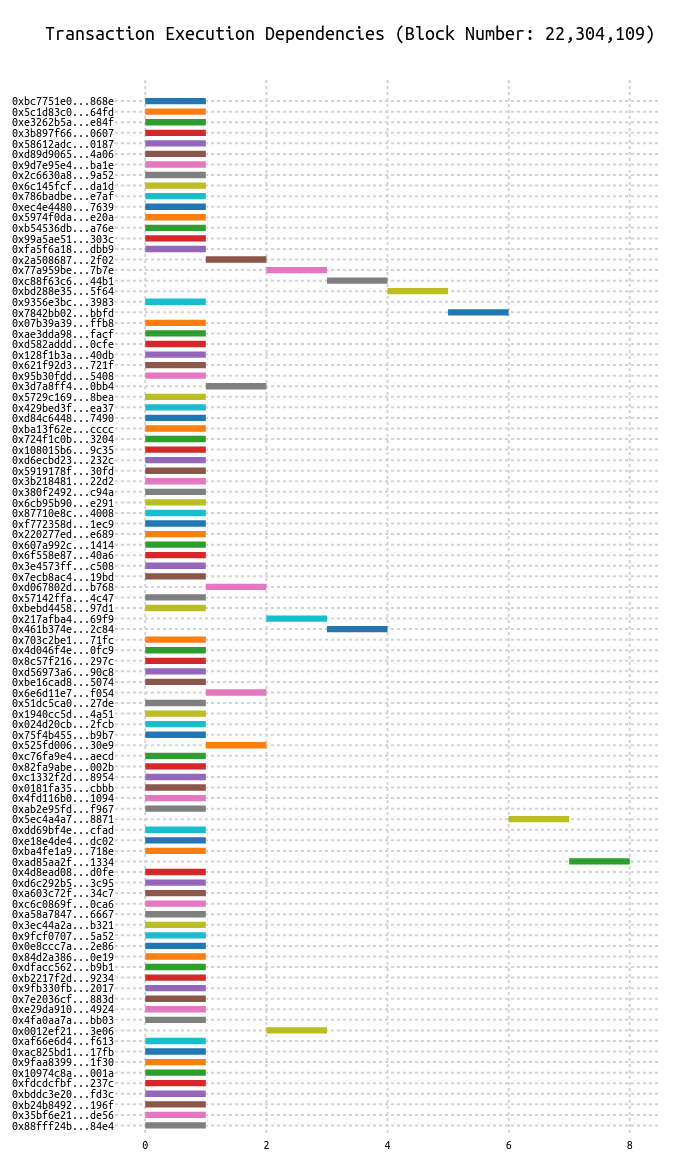 Transaction Execution Dependencies (Block Number: 22,304,109)
0xbc7751e0...868e
0x5c1d83c0...64fd
0xe3262b5a...e84f
0x3b897f66...0607
0x58612adc...0187
0xd89d9065...4a06
0x9d7e95e4...ba1e
0x2c6630a8...9a52
0x6c145fcf...da1d
0x786badbe...e7af
0xec4e4480...7639
0x5974f0da...e20a
0xb54536db...a76e
0x99a5ae51...303c
0xfa5f6a18...dbb9
0x2a508687...2f02
0x77a959be...7b7e
0xc88f63c6...44b1
0xbd288e35...5f64
0x9356e3bc...3983
0x7842bb02...bbfd
0x07b39a39...ffb8
0xae3dda98...facf
0xd582addd...0cfe
0x128f1b3a...40db
0x621f92d3...721f
0x95b30fdd...5408
0x3d7a8ff4...0bb4
0x5729c169...8bea
0x429bed3f...ea37
0xd84c6448...7490
0xba13f62e...cccc
0x724f1c0b...3204
0x108015b6...9c35
0xd6ecbd23...232c
0x5919178f...30fd
0x3b218481...22d2
0x380f2492...c94a
0x6cb95b90...e291
0x87710e8c...4008
0xf772358d...1ec9
0x220277ed...e689
0x607a992c...1414
0x6f558e87...40a6
0x3e4573ff...c508
0x7ecb8ac4...19bd
0xd067802d...b768
0x57142ffa...4c47
0xbebd4458...97d1
0x217afba4...69f9
0x461b374e...2c84
0x703c2be1...71fc
0x4d046f4e...0fc9
0x8c57f216...297c
0xd56973a6...90c8
0xbe16cad8...5074
0x6e6d11e7...f054
0x51dc5ca0...27de
0x1940cc5d...4a51
0x024d20cb...2fcb
0x75f4b455...b9b7
0x525fd006...30e9
0xc76fa9e4...aecd
0x82fa9abe...002b
0xc1332f2d...8954
0x0181fa35...cbbb
0x4fd116b0...1094
0xab2e95fd...f967
0x5ec4a4a7...8871
0xdd69bf4e...cfad
0xe18e4de4...dc02
0xba4fe1a9...718e
0xad85aa2f...1334
0x4d8ead08...d0fe
0xd6c292b5...3c95
0xa603c72f...34c7
0xc6c0869f...0ca6
0xa58a7847...6667
0x3ec44a2a...b321
0x9fcf0707...5a52
0x0e8ccc7a...2e86
0x84d2a386...0e19
0xdfacc562...b9b1
0xb2217f2d...9234
0x9fb330fb...2017
0x7e2036cf...883d
0xe29da910...4924
0x4fa0aa7a...bb03
0x0012ef21...3e06
0xaf66e6d4...f613
0xac825bd1...17fb
0x9faa8399...1f30
0x10974c8a...001a
0xfdcdcfbf...237c
0xbddc3e20...fd3c
0xb24b8492...196f
0x35bf6e21...de56
0x88fff24b...84e4
0 2 4 6 8